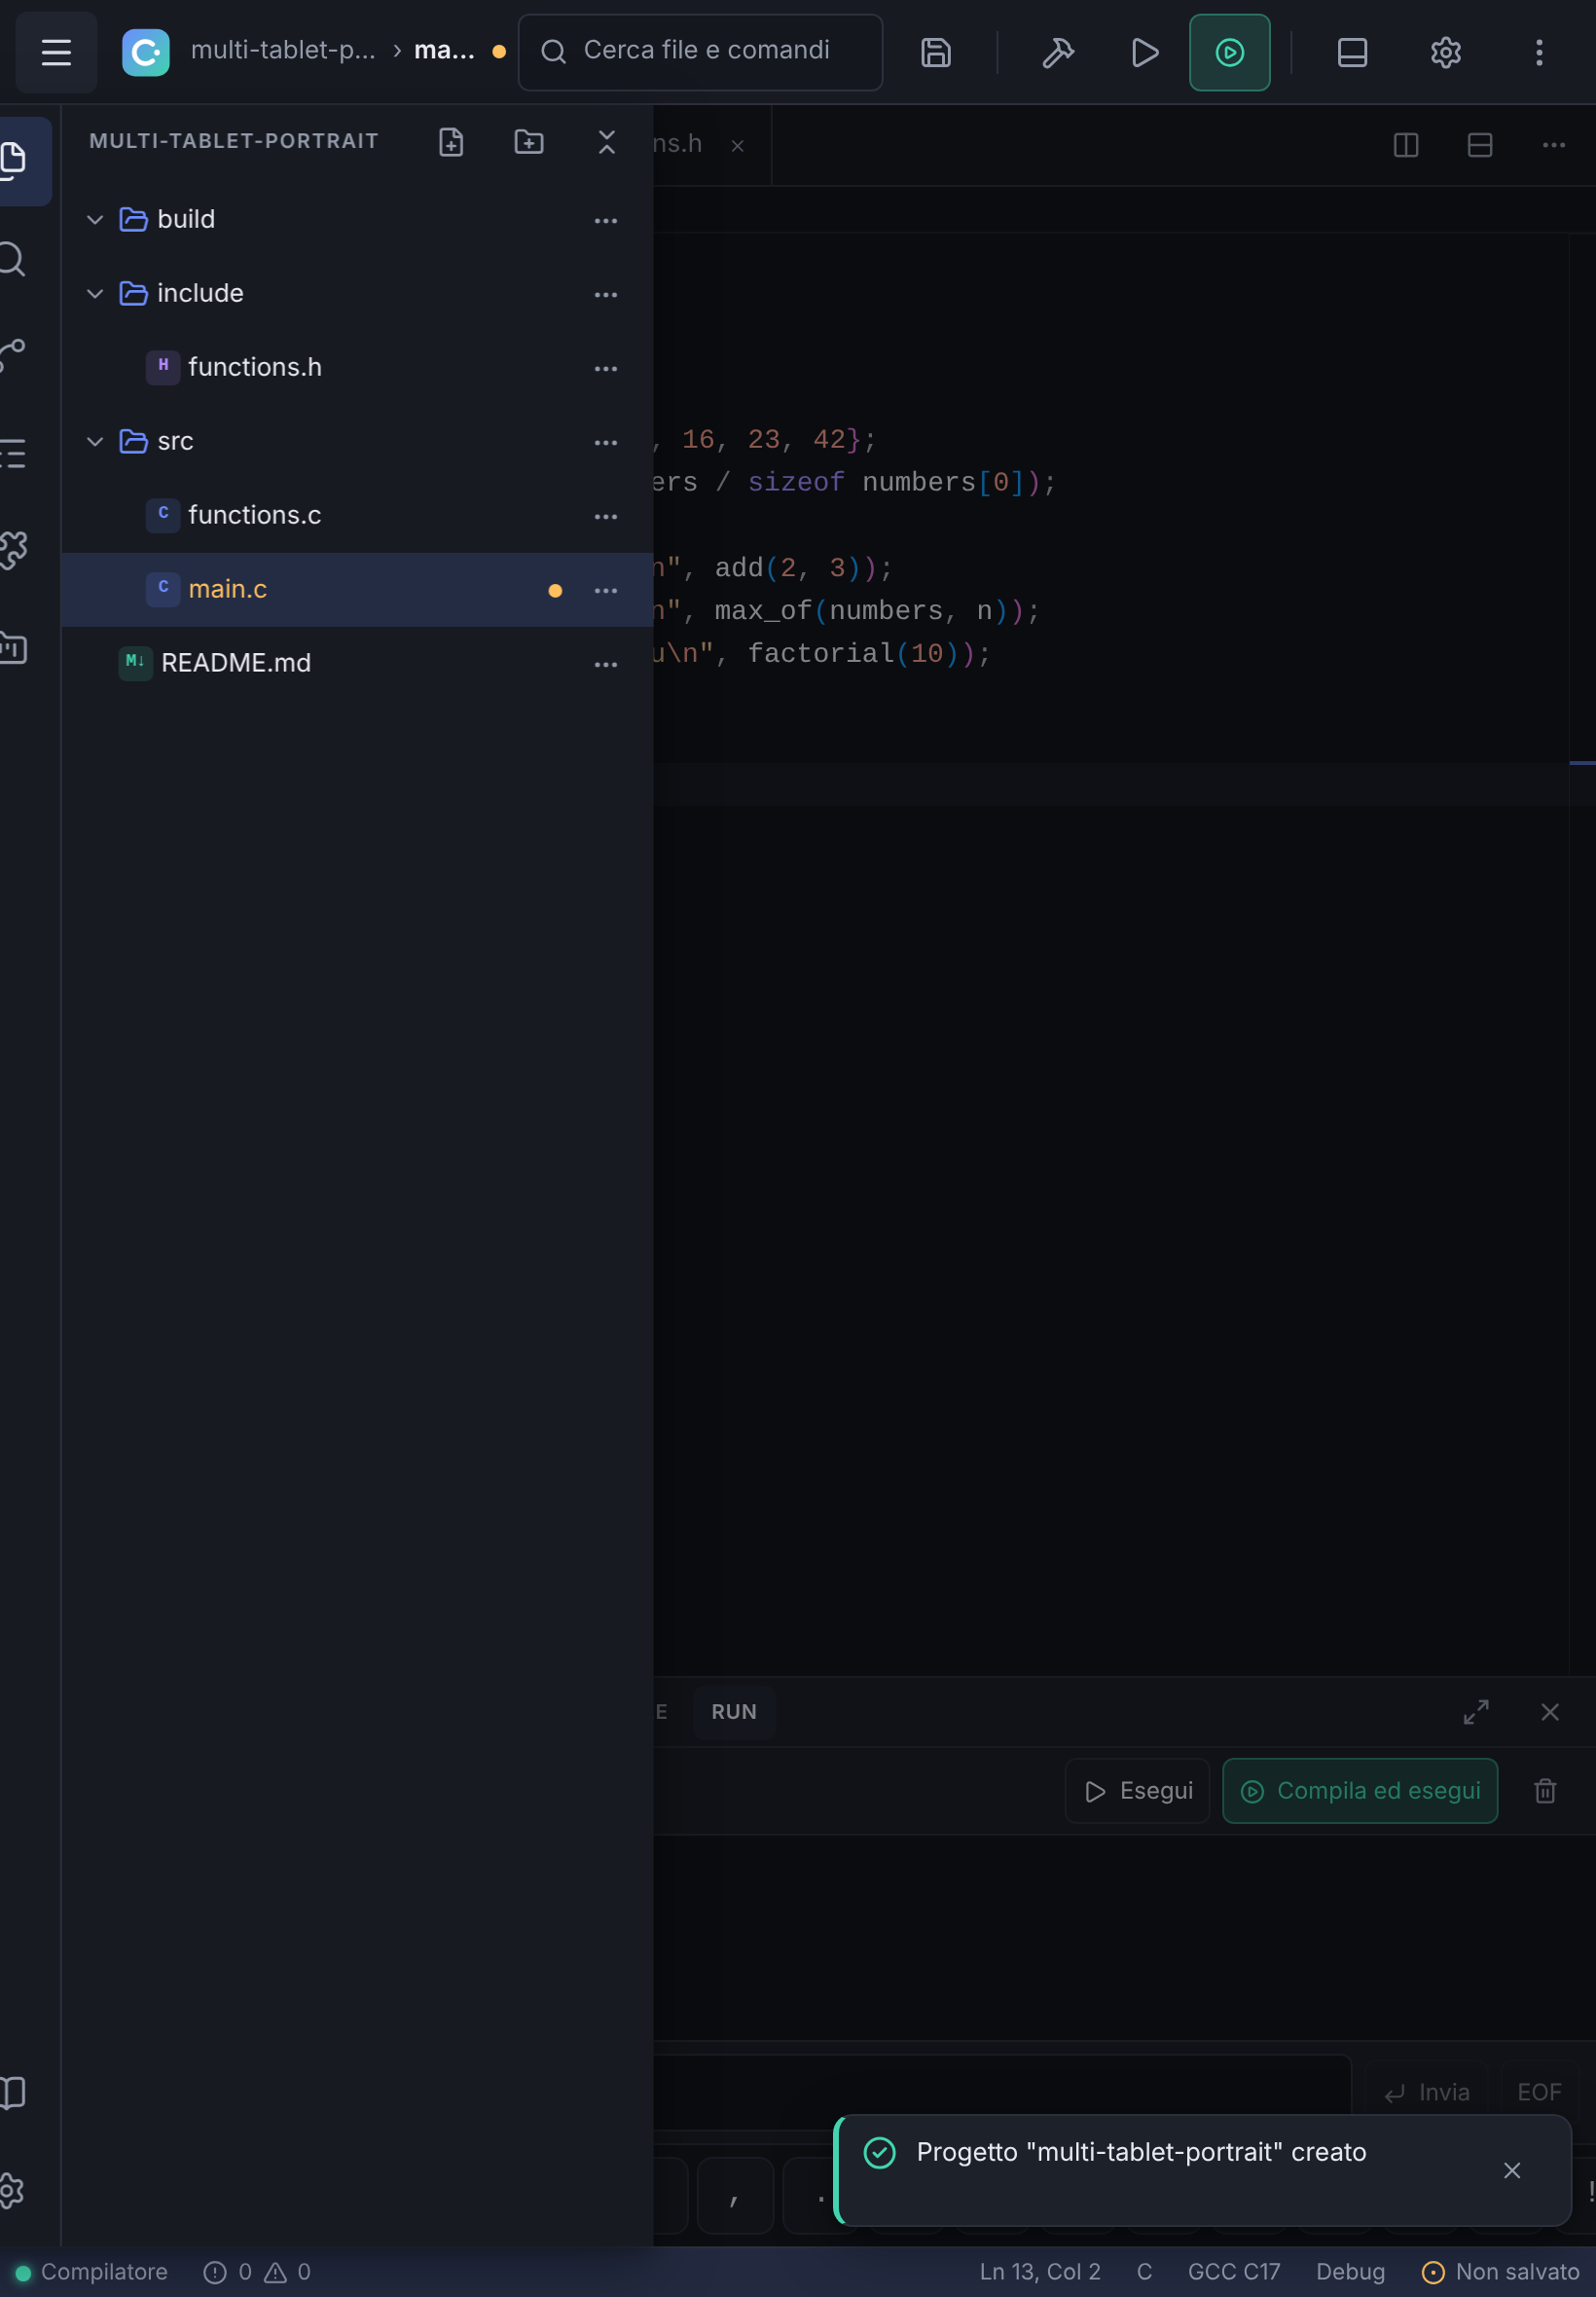 multi-tablet-p... › ma...
Cerca file e comandi
MULTI-TABLET-PORTRAIT
ns.h
build
include
H functions.h
src
C functions.c
C main.c
M↓ README.md
, 16, 23, 42};
ers / sizeof numbers[0]);
n", add(2, 3));
n", max_of(numbers, n));
u\n", factorial(10));
E RUN
Esegui
Compila ed esegui
Invia
EOF
Progetto "multi-tablet-portrait" creato
, . !
Compilatore 0 0 Ln 13, Col 2 C GCC C17 Debug Non salvato